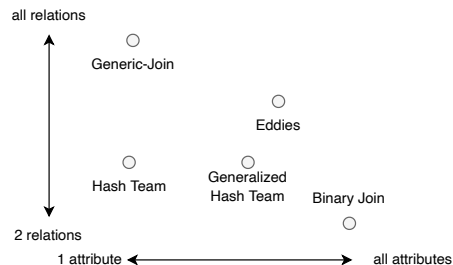 all relations
Generic-Join
Eddies
Hash Team
Generalized
Hash Team
Binary Join
2 relations
1 attribute
all attributes